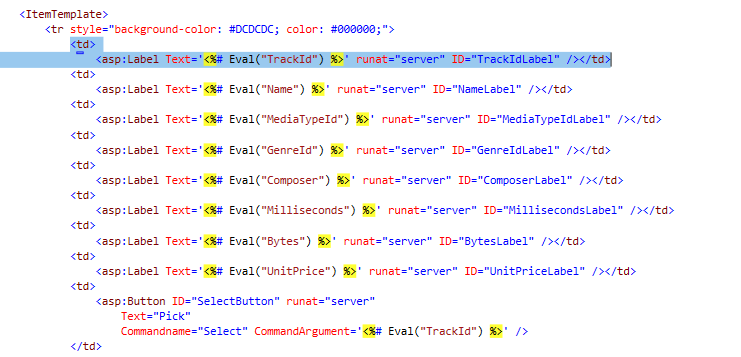 <ItemTemplate>
<tr style="background-color: #DCDCDC; color: #000000;">
<td>
<asp:Label Text='<%# Eval("TrackId") %>' runat="server" ID="TrackIdLabel" /></td>
<td>
<asp:Label Text='<%# Eval("Name") %>' runat="server" ID="NameLabel" /></td>
<td>
<asp:Label Text='<%# Eval("MediaTypeId") %>' runat="server" ID="MediaTypeIdLabel" /></td>
<td>
<asp:Label Text='<%# Eval("GenreId") %>' runat="server" ID="GenreIdLabel" /></td>
<td>
<asp:Label Text='<%# Eval("Composer") %>' runat="server" ID="ComposerLabel" /></td>
<td>
<asp:Label Text='<%# Eval("Milliseconds") %>' runat="server" ID="MillisecondsLabel" /></td>
<td>
<asp:Label Text='<%# Eval("Bytes") %>' runat="server" ID="BytesLabel" /></td>
<td>
<asp:Label Text='<%# Eval("UnitPrice") %>' runat="server" ID="UnitPriceLabel" /></td>
<td>
<asp:Button ID="SelectButton" runat="server"
Text="Pick"
Commandname="Select" CommandArgument='<%# Eval("TrackId") %>' />
</td>